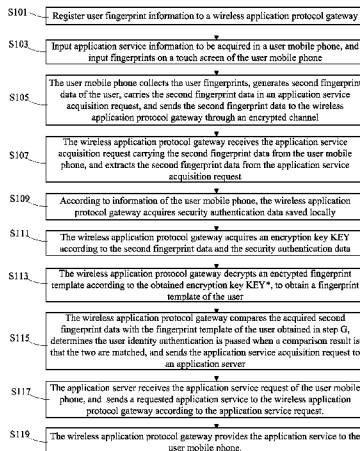 S101
Register user fingerprint information to a wireless application protocol gateway
S103
Input application service information to be acquired in a user mobile phone, and
input fingerprints on a touch screen of the user mobile phone
S105
The user mobile phone collects the user fingerprints, generates second fingerprint
data of the user, carries the second fingerprint data in an application service
acquisition request, and sends the second fingerprint data to the wireless
application protocol gateway through an encrypted channel
S107
The wireless application protocol gateway receives the application service
acquisition request carrying the second fingerprint data from the user mobile
phone, and extracts the second fingerprint data from the application service
acquisition request
S109
According to information of the user mobile phone, the wireless application
protocol gateway acquires security authentication data saved locally
S111
The wireless application protocol gateway acquires an encryption key KEY
according to the second fingerprint data and the security authentication data
S113
The wireless application protocol gateway decrypts an encrypted fingerprint
template according to the obtained encryption key KEY*, to obtain a fingerprint
template of the user
S115
The wireless application protocol gateway compares the acquired second
fingerprint data with the fingerprint template of the user obtained in step G,
determines the user identity authentication is passed when a comparison result is
that the two are matched, and sends the application service acquisition request to
an application server
S117
The application server receives the application service request of the user mobile
phone, and sends a requested application service to the wireless application
protocol gateway according to the application service request.
S119
The wireless application protocol gateway provides the application service to the
user mobile phone.